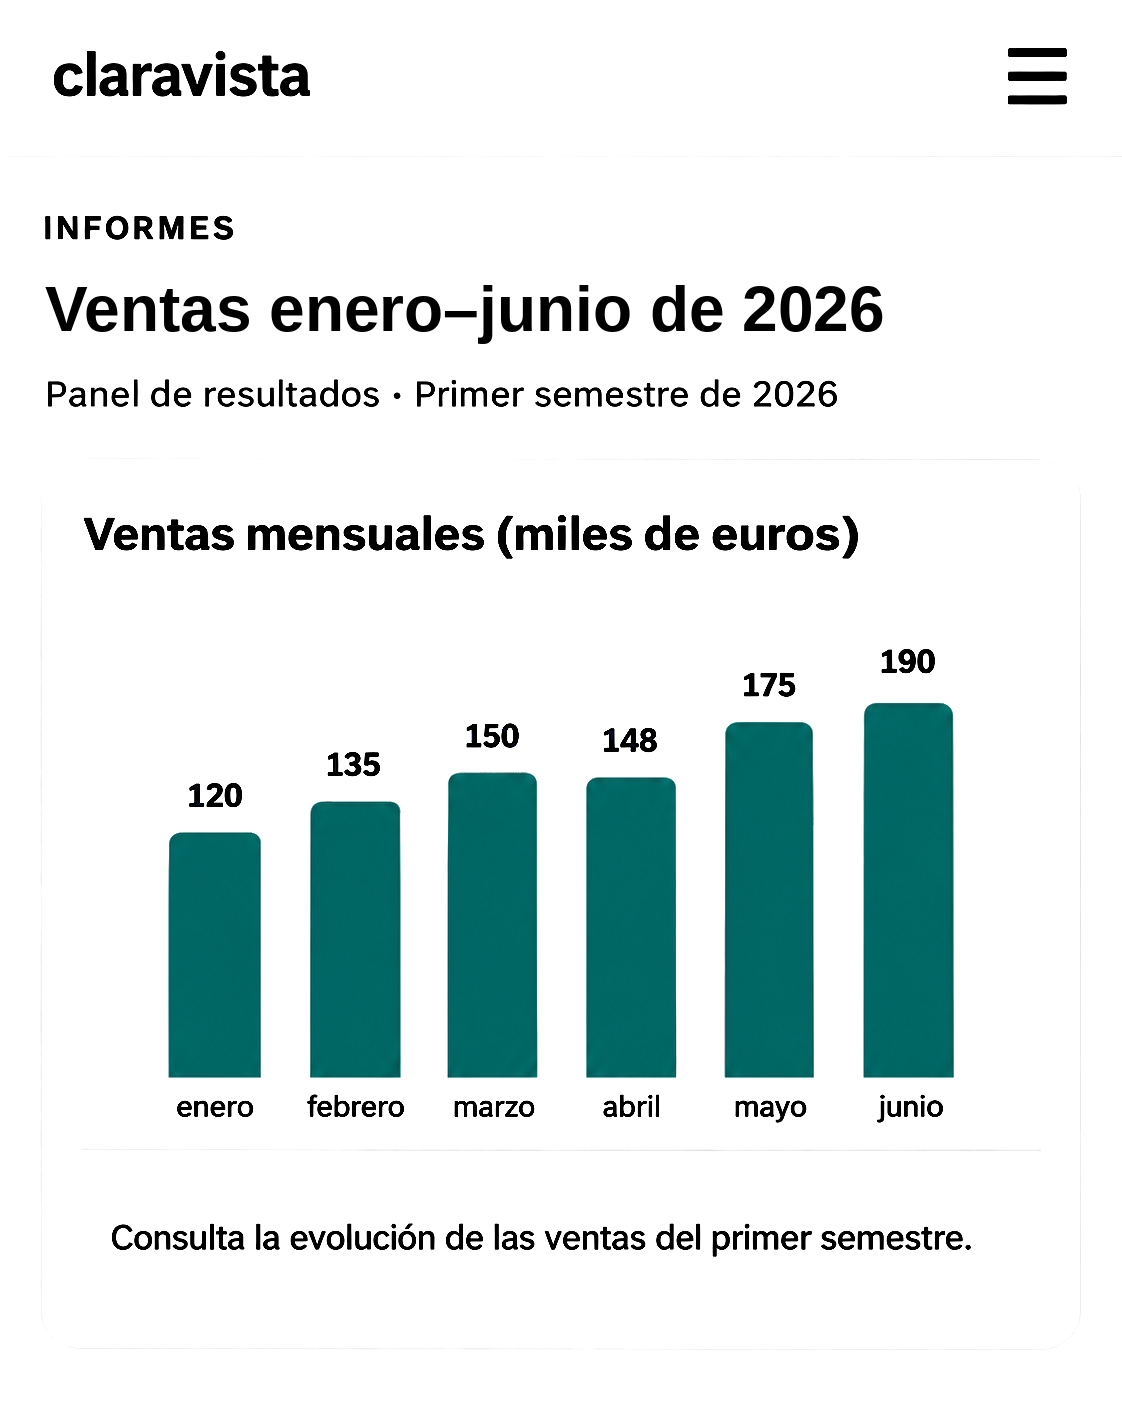 claravista
INFORMES
Ventas enero–junio de 2026
Panel de resultados · Primer semestre de 2026
Ventas mensuales (miles de euros)
120 135 150 148 175 190
enero febrero marzo abril mayo junio
Consulta la evolución de las ventas del primer semestre.